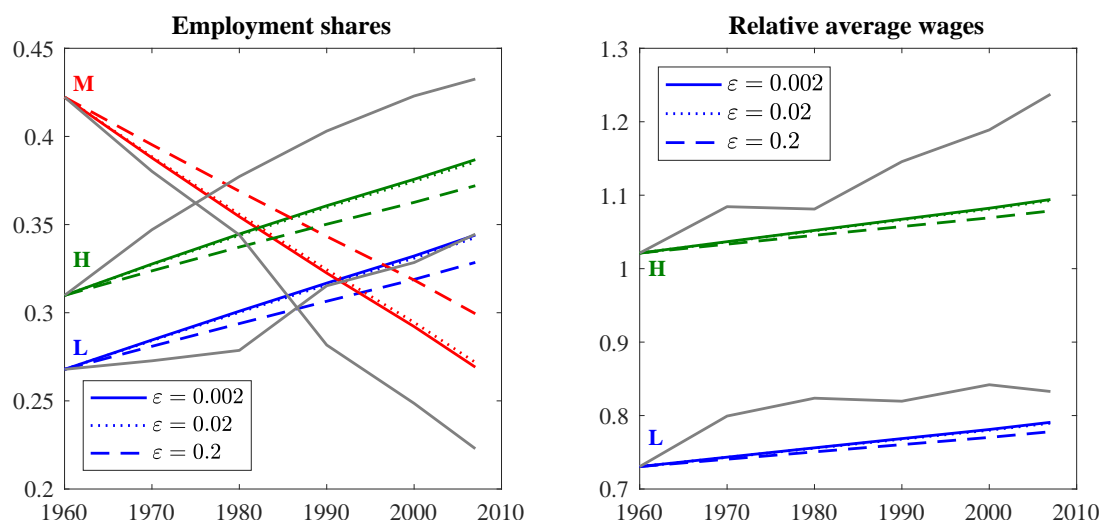 Employment shares
0.45
0.4
0.35
0.3
0.25
0.2
1960 1970 1980 1990 2000 2010
M
H
L
ε = 0.002
ε = 0.02
ε = 0.2
Relative average wages
1.3
1.2
1.1
1
0.9
0.8
0.7
1960 1970 1980 1990 2000 2010
ε = 0.002
ε = 0.02
ε = 0.2
H
L